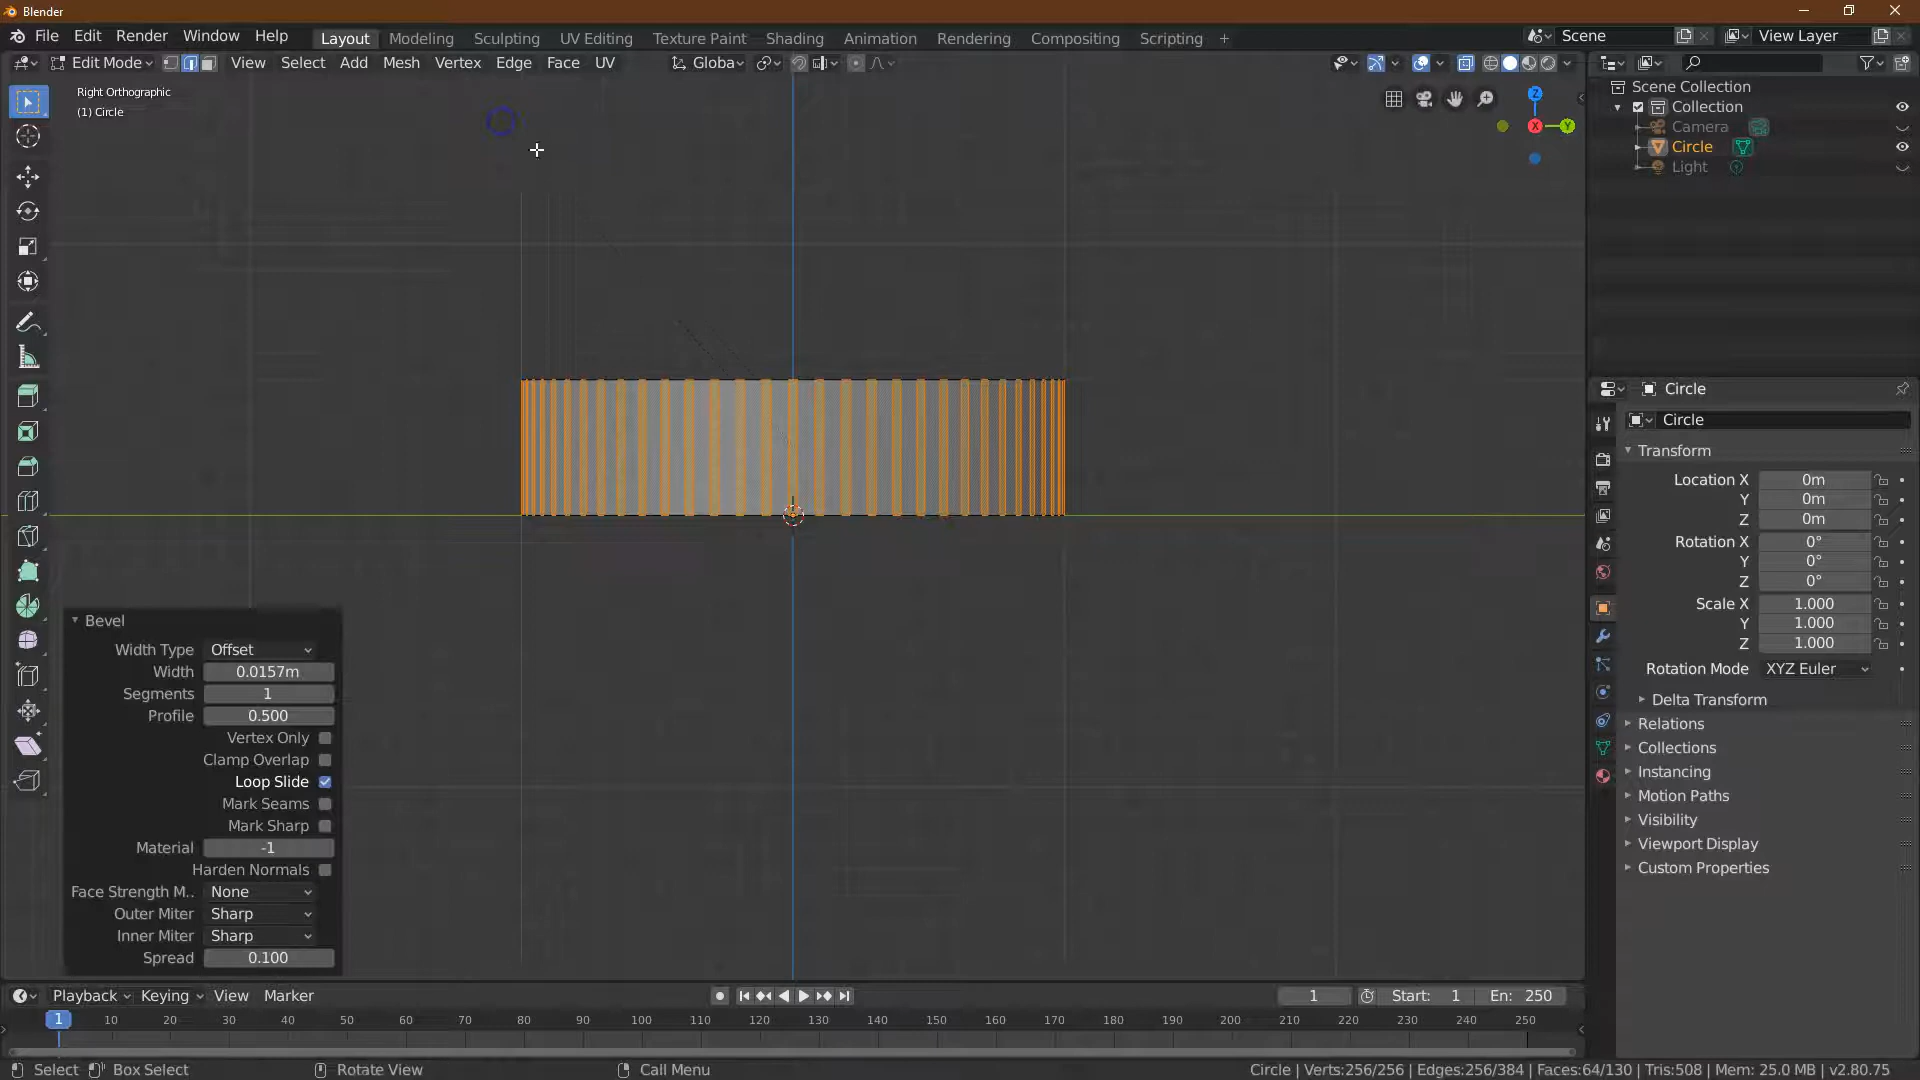 Blender
File Edit Render Window Help
Layout Modeling Sculpting UV Editing Texture Paint Shading Animation Rendering Compositing Scripting +
Scene
View Layer
Edit Mode View Select Add Mesh Vertex Edge Face UV
Globa
Right Orthographic
(1) Circle
Z
X
Y
Scene Collection
Collection
Camera
Circle
Light
Circle
Circle
Transform
Location X 0m
Y 0m
Z 0m
Rotation X 0°
Y 0°
Z 0°
Scale X 1.000
Y 1.000
Z 1.000
Rotation Mode XYZ Euler
Delta Transform
Relations
Collections
Instancing
Motion Paths
Visibility
Viewport Display
Custom Properties
Bevel
Width Type Offset
Width 0.0157m
Segments 1
Profile 0.500
Vertex Only
Clamp Overlap
Loop Slide
Mark Seams
Mark Sharp
Material -1
Harden Normals
Face Strength M.. None
Outer Miter Sharp
Inner Miter Sharp
Spread 0.100
Playback Keying View Marker
1
Start: 1
En: 250
1 10 20 30 40 50 60 70 80 90 100 110 120 130 140 150 160 170 180 190 200 210 220 230 240 250
Select Box Select Rotate View Call Menu
Circle | Verts:256/256 | Edges:256/384 | Faces:64/130 | Tris:508 | Mem: 25.0 MB | v2.80.75